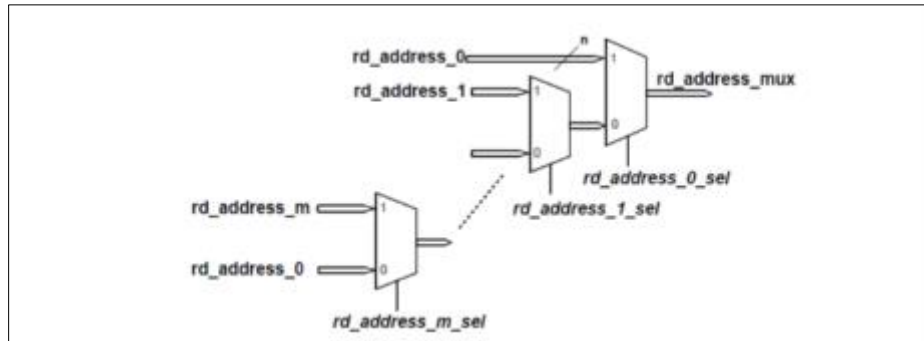 n
rd_address_0
1
rd_address_mux
rd_address_1
1
0
0
rd_address_0_sel
rd_address_1_sel
rd_address_m
1
rd_address_0
0
rd_address_m_sel